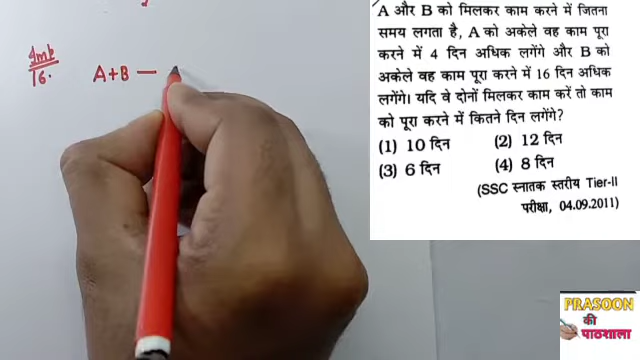 Imp
16.
A+B —
A और B को मिलकर काम करने में जितना
समय लगता है, A को अकेले वह काम पूरा
करने में 4 दिन अधिक लगेंगे और B को
अकेले वह काम पूरा करने में 16 दिन अधिक
लगेंगे। यदि वे दोनों मिलकर काम करें तो काम
को पूरा करने में कितने दिन लगेंगे?
(1) 10 दिन (2) 12 दिन
(3) 6 दिन (4) 8 दिन
(SSC स्नातक स्तरीय Tier-II
परीक्षा, 04.09.2011)
PRASOON
की
पाठशाला